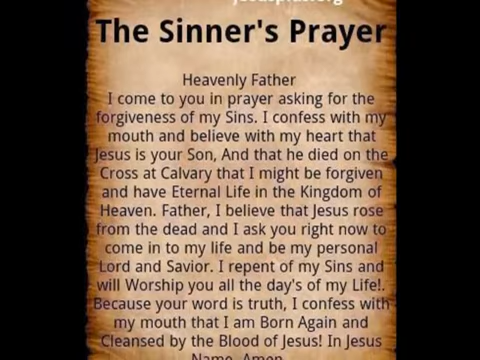 The Sinner's Prayer
Heavenly Father
I come to you in prayer asking for the
forgiveness of my Sins. I confess with my
mouth and believe with my heart that
Jesus is your Son, And that he died on the
Cross at Calvary that I might be forgiven
and have Eternal Life in the Kingdom of
Heaven. Father, I believe that Jesus rose
from the dead and I ask you right now to
come in to my life and be my personal
Lord and Savior. I repent of my Sins and
will Worship you all the day's of my Life!.
Because your word is truth, I confess with
my mouth that I am Born Again and
Cleansed by the Blood of Jesus! In Jesus
Name, Amen.